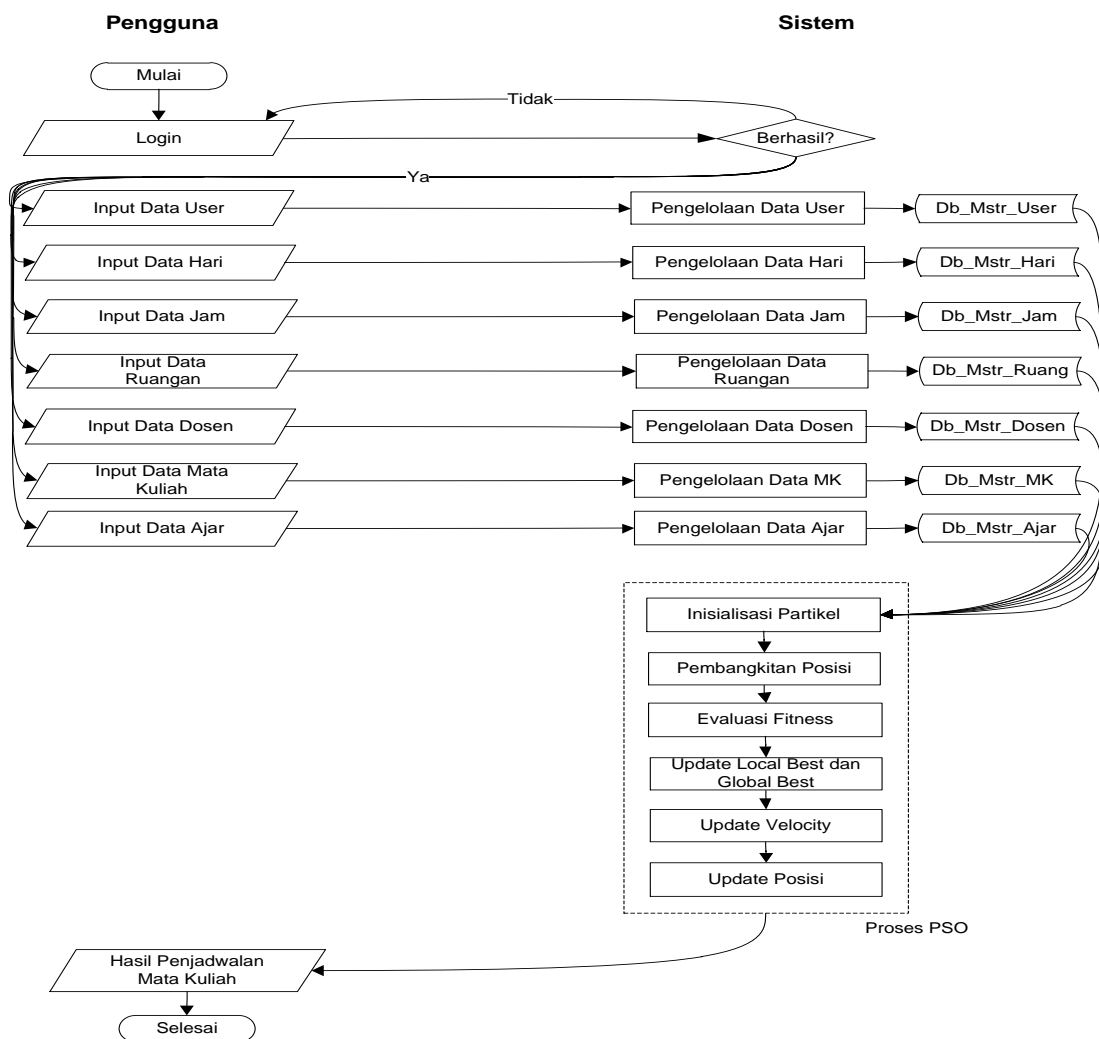 Pengguna
Sistem
Mulai
Tidak
Login
Berhasil?
Ya
Input Data User
Pengelolaan Data User
Db_Mstr_User
Input Data Hari
Pengelolaan Data Hari
Db_Mstr_Hari
Input Data Jam
Pengelolaan Data Jam
Db_Mstr_Jam
Input Data
Ruangan
Pengelolaan Data
Ruangan
Db_Mstr_Ruang
Input Data Dosen
Pengelolaan Data Dosen
Db_Mstr_Dosen
Input Data Mata
Kuliah
Pengelolaan Data MK
Db_Mstr_MK
Input Data Ajar
Pengelolaan Data Ajar
Db_Mstr_Ajar
Inisialisasi Partikel
Pembangkitan Posisi
Evaluasi Fitness
Update Local Best dan
Global Best
Update Velocity
Update Posisi
Proses PSO
Hasil Penjadwalan
Mata Kuliah
Selesai